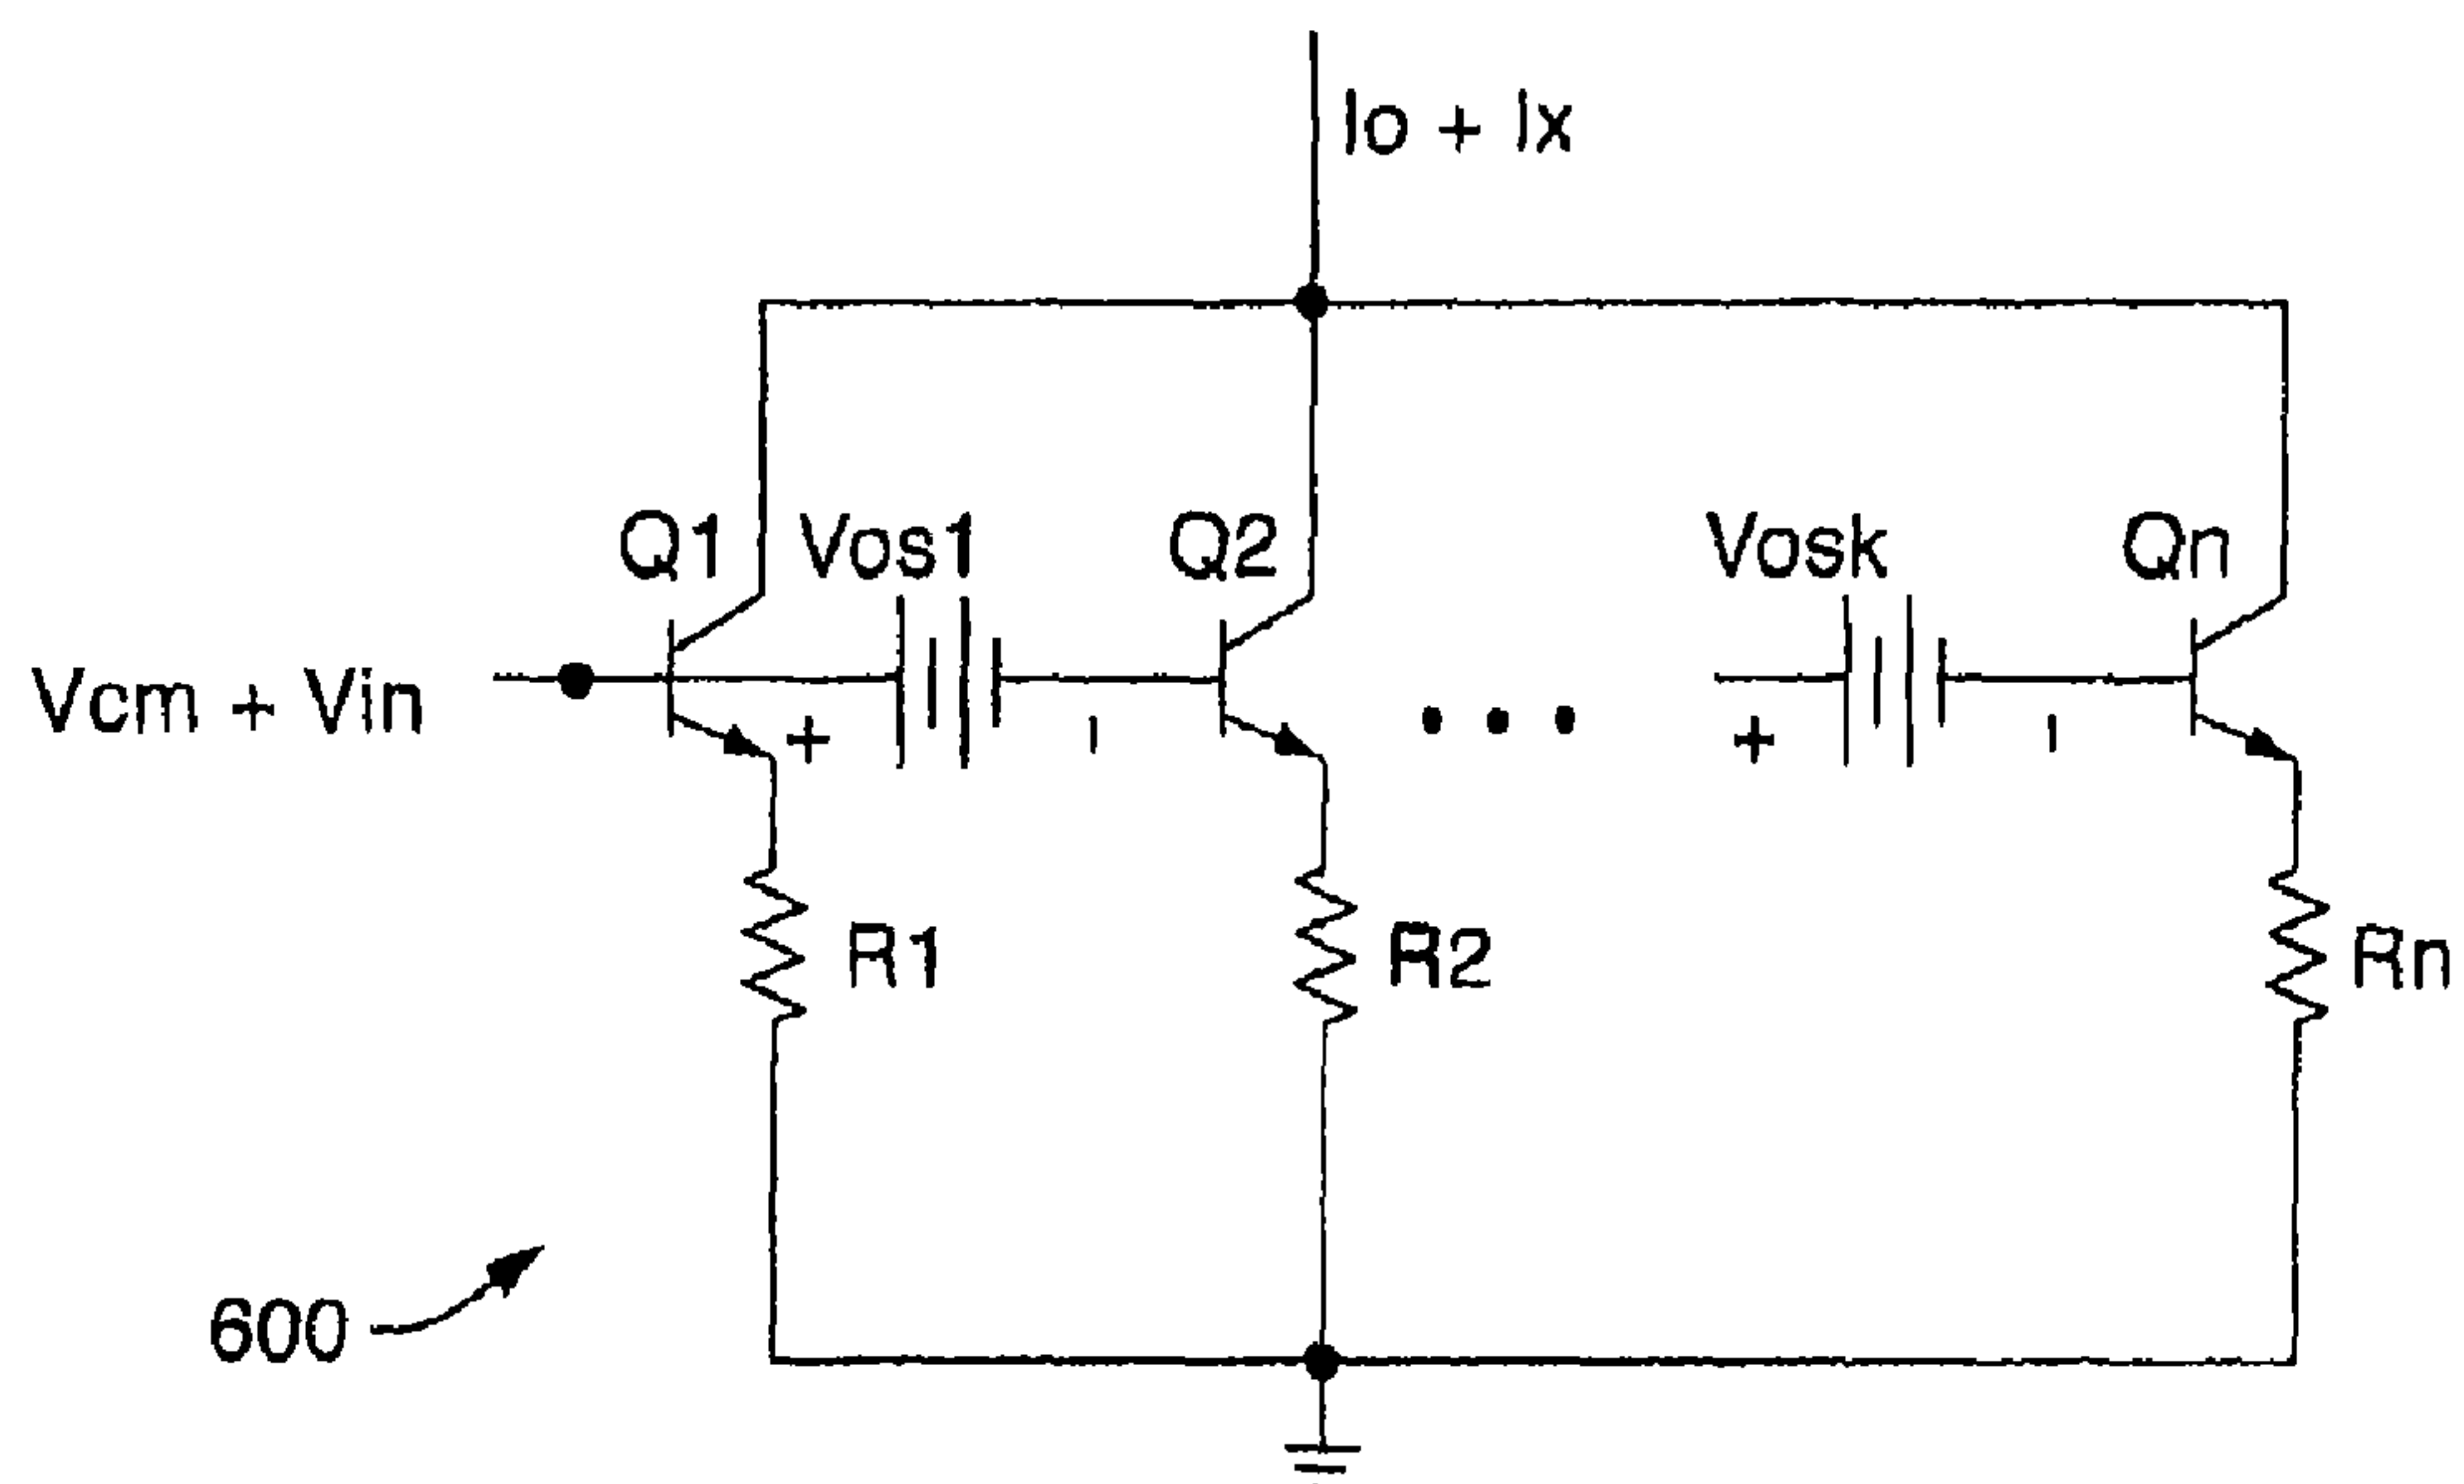 Io + Ix
Q1 Vos1 Q2 Vosk Qn
Vcm + Vin
+ - + -
R1 R2 Rn
600